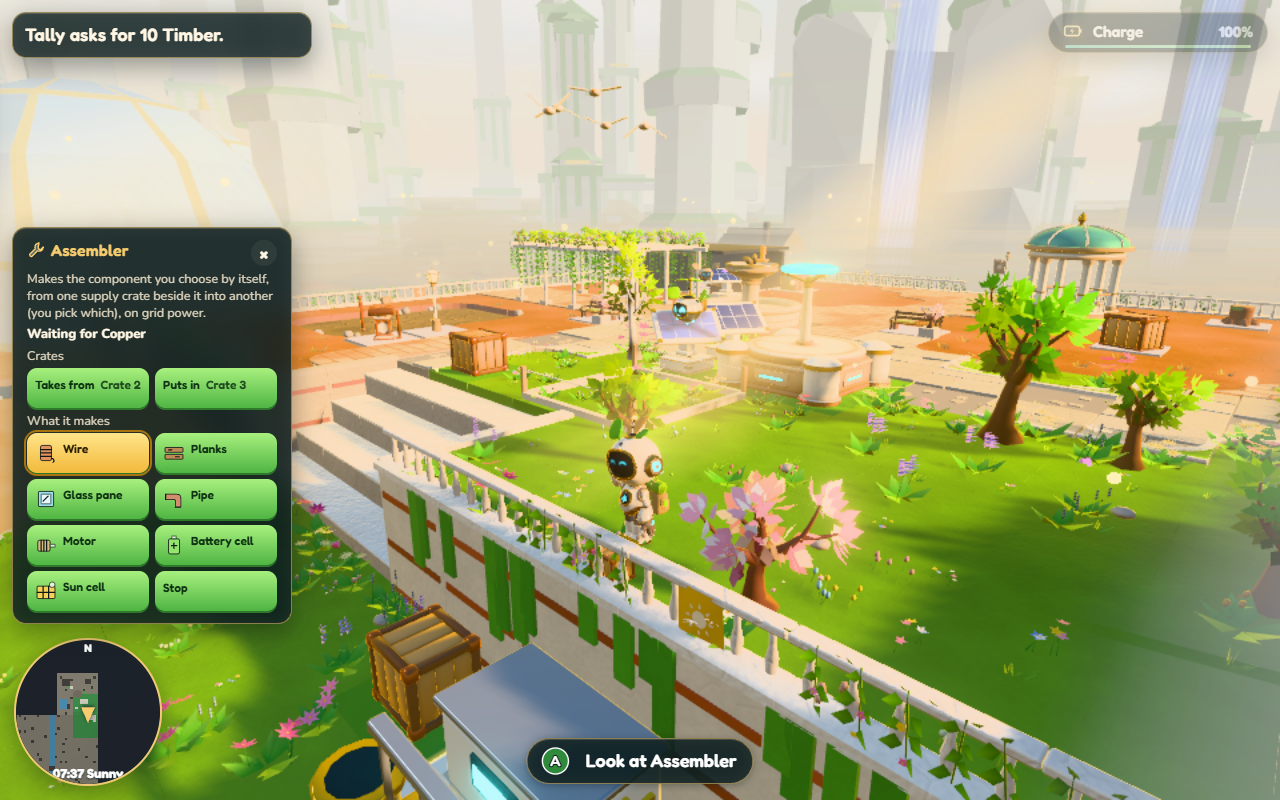 Tally asks for 10 Timber.
Charge 100%
Assembler
Makes the component you choose by itself,
from one supply crate beside it into another
(you pick which), on grid power.
Waiting for Copper
Crates
Takes from Crate 2 Puts in Crate 3
What it makes
Wire Planks
Glass pane Pipe
Motor Battery cell
Sun cell Stop
N
07:37 Sunny
A Look at Assembler